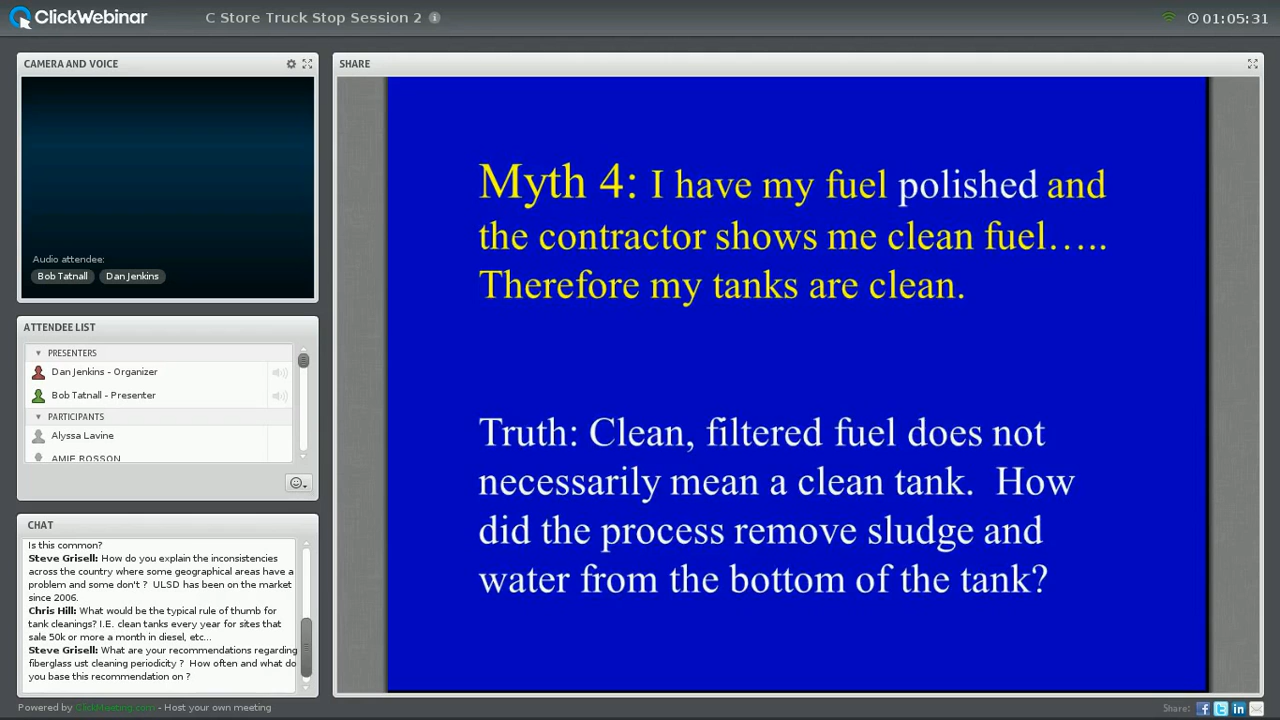 ClickWebinar
C Store Truck Stop Session 2
01:05:31
CAMERA AND VOICE
Audio attendee:
Bob Tatnall Dan Jenkins
ATTENDEE LIST
PRESENTERS
Dan Jenkins - Organizer
Bob Tatnall - Presenter
PARTICIPANTS
Alyssa Lavine
AMIE ROSSON
CHAT
Is this common?
Steve Grisell: How do you explain the inconsistencies
across the country where some geographical areas have a
problem and some don't ? ULSD has been on the market
since 2006.
Chris Hill: What would be the typical rule of thumb for
tank cleanings? I.E. clean tanks every year for sites that
sale 50k or more a month in diesel, etc...
Steve Grisell: What are your recommendations regarding
fiberglass ust cleaning periodicity ? How often and what do
you base this recommendation on ?
SHARE
Myth 4: I have my fuel polished and
the contractor shows me clean fuel…..
Therefore my tanks are clean.
Truth: Clean, filtered fuel does not
necessarily mean a clean tank. How
did the process remove sludge and
water from the bottom of the tank?
Powered by ClickMeeting.com - Host your own meeting
Share: